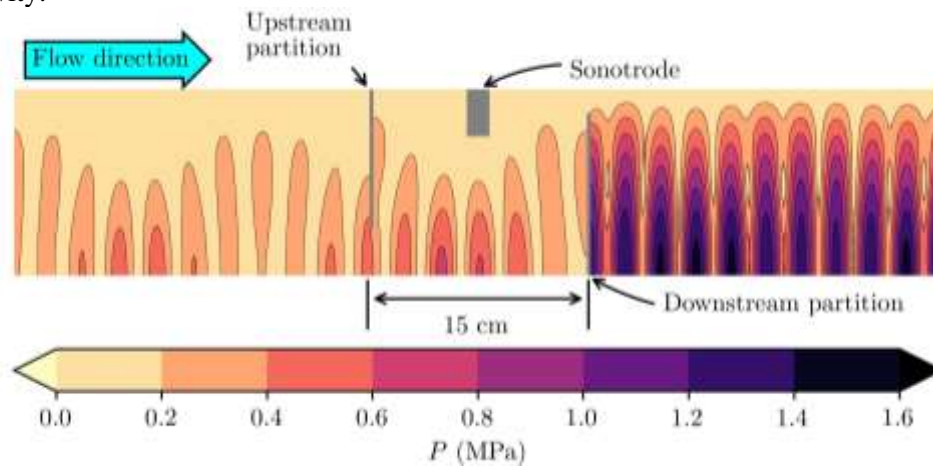 Upstream
partition
Flow direction
Sonotrode
Downstream partition
15 cm
0.0 0.2 0.4 0.6 0.8 1.0 1.2 1.4 1.6
P (MPa)